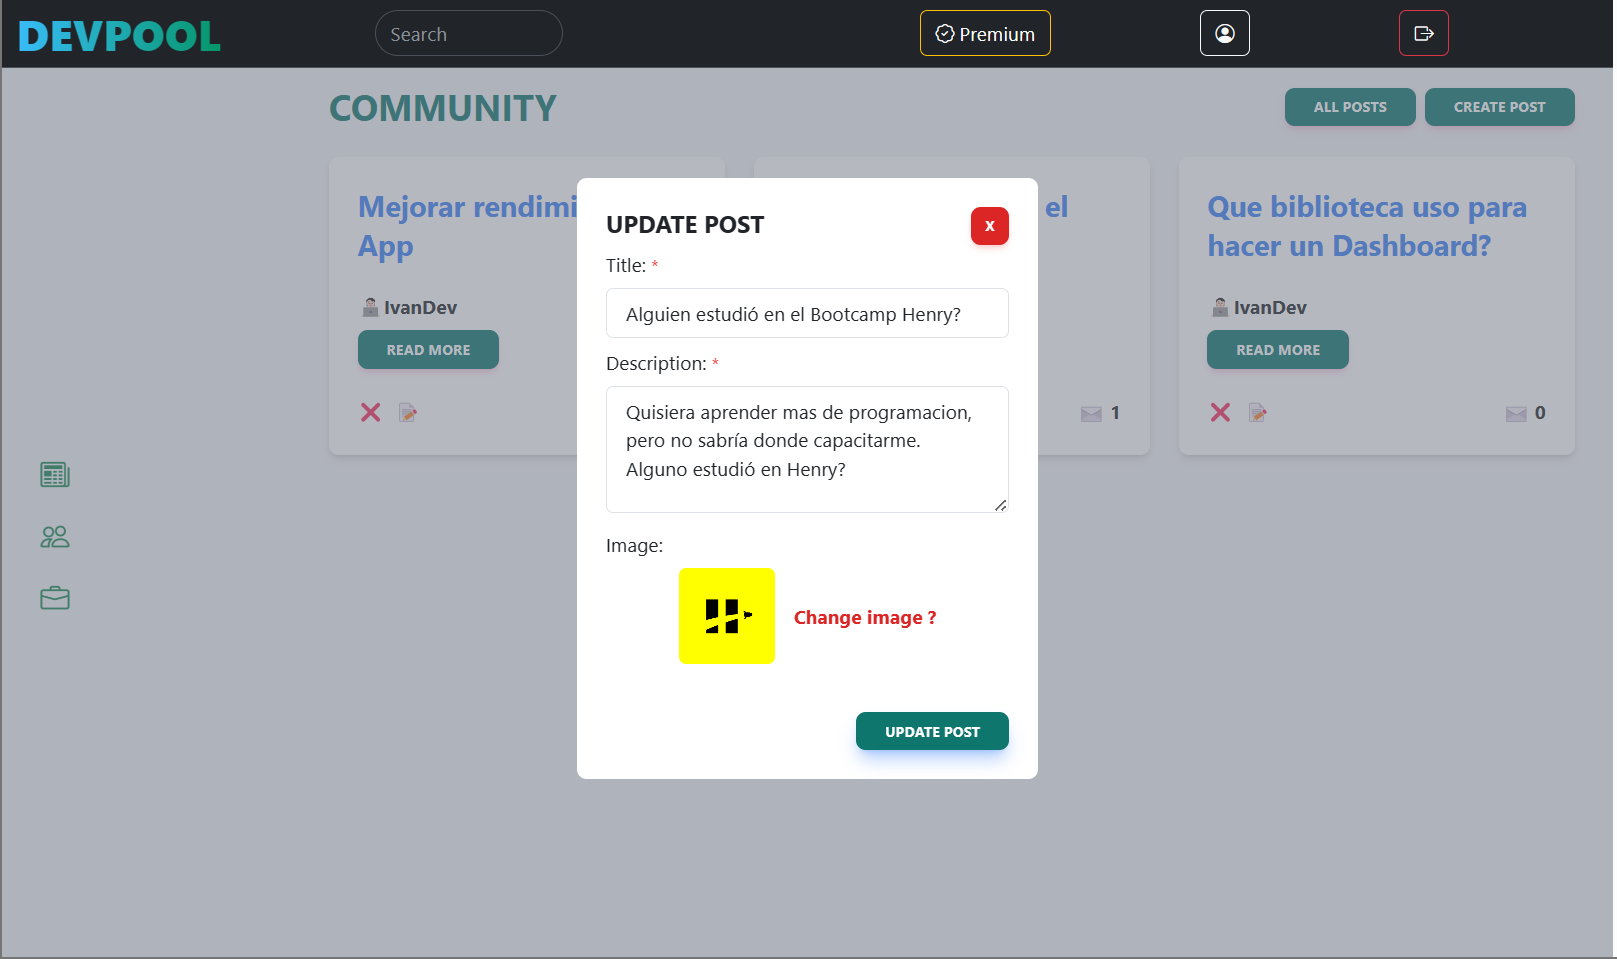 DEVPOOL
Search
Premium
COMMUNITY
ALL POSTS
CREATE POST
Mejorar rendimi
App
IvanDev
READ MORE
el
1
Que biblioteca uso para
hacer un Dashboard?
IvanDev
READ MORE
0
UPDATE POST
X
Title: *
Alguien estudió en el Bootcamp Henry?
Description: *
Quisiera aprender mas de programacion,
pero no sabría donde capacitarme.
Alguno estudió en Henry?
Image:
H
Change image ?
UPDATE POST